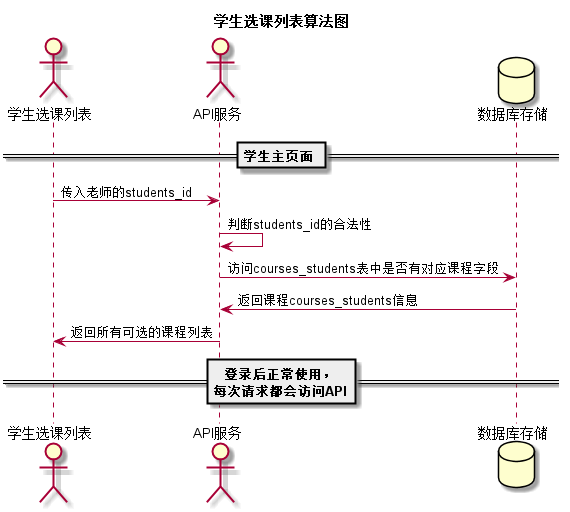 学生选课列表算法图
学生选课列表
API服务
数据库存储
学生主页面
传入老师的students_id
判断students_id的合法性
访问courses_students表中是否有对应课程字段
返回课程courses_students信息
返回所有可选的课程列表
登录后正常使用，
每次请求都会访问API
学生选课列表
API服务
数据库存储